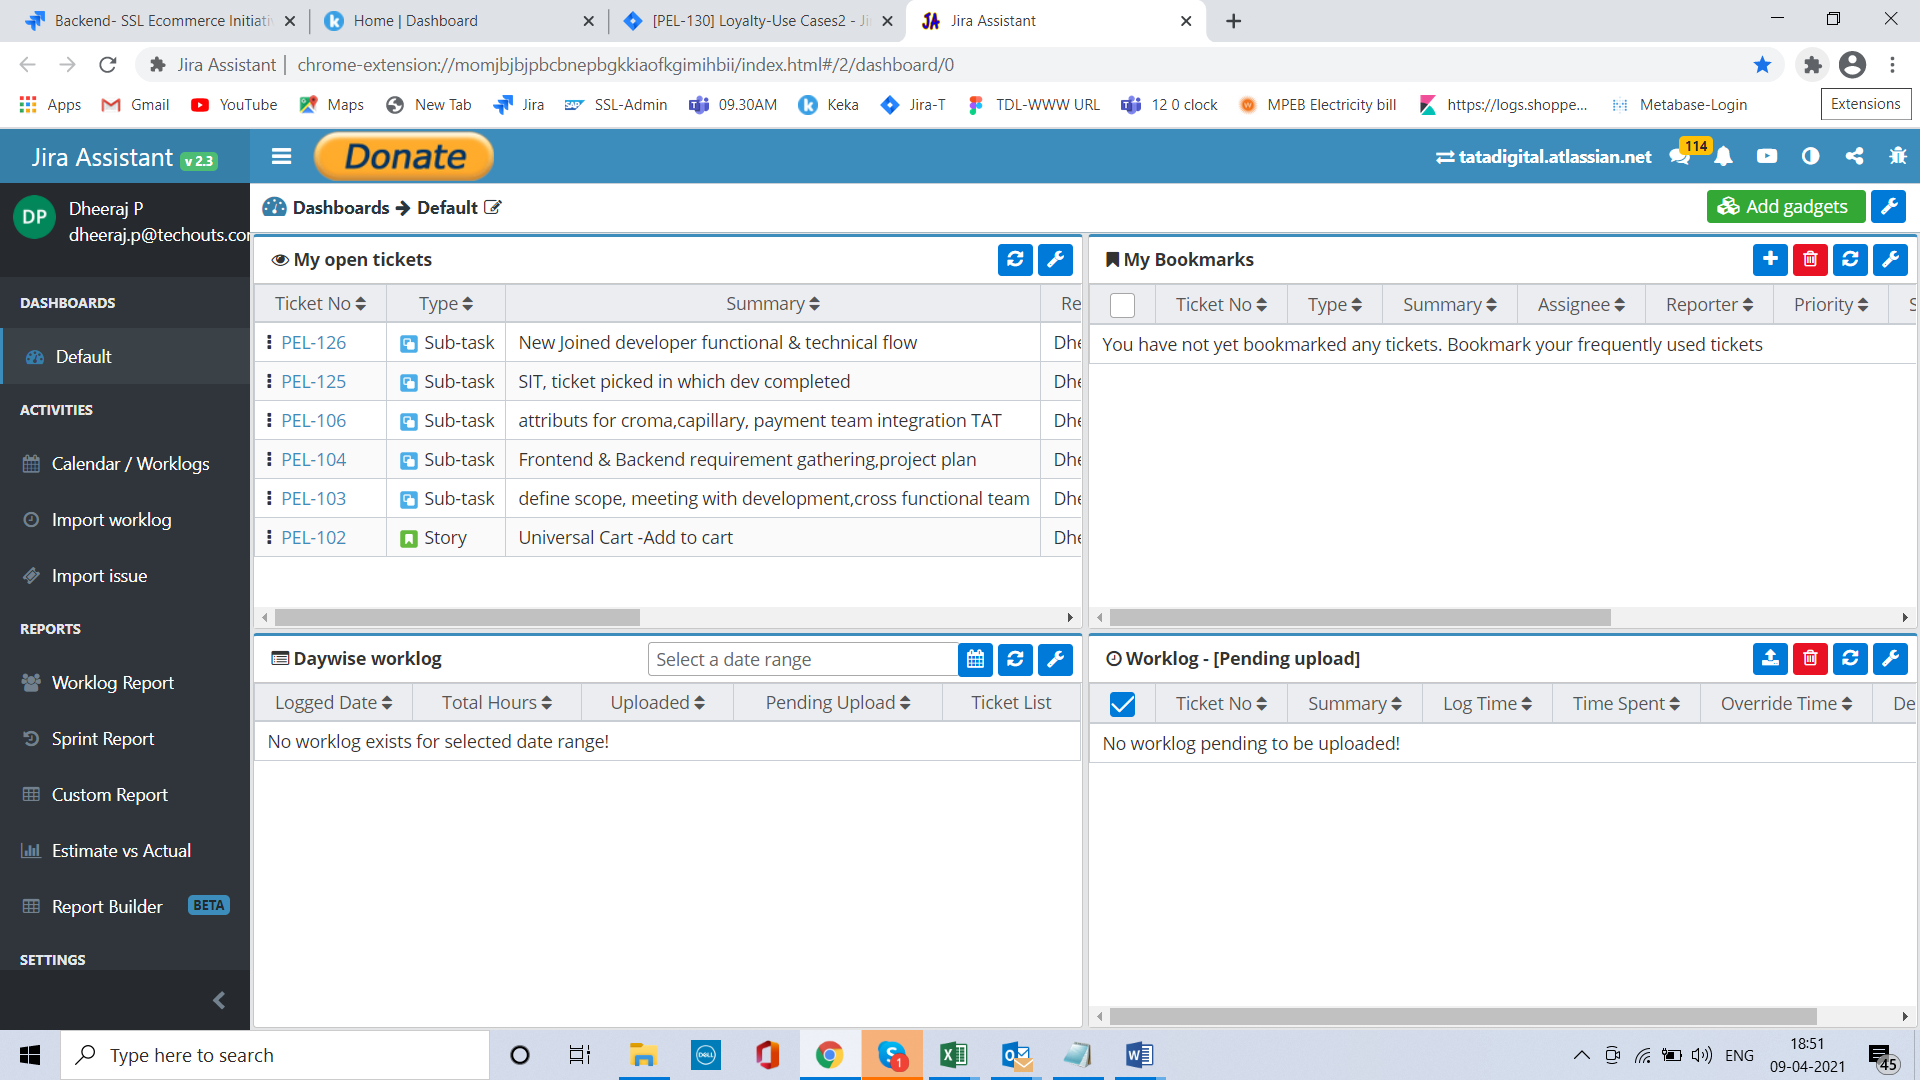 Backend- SSL Ecommerce Initiati
Home | Dashboard
[PEL-130] Loyalty-Use Cases2 - Ji
Jira Assistant
Jira Assistant | chrome-extension://momjbjbjpbcbnepbgkkiaofkgimihbii/index.html#/2/dashboard/0
Apps Gmail YouTube Maps New Tab Jira SSL-Admin 09.30AM Keka Jira-T TDL-WWW URL 12 0 clock MPEB Electricity bill https://logs.shoppe... Metabase-Login
Extensions
Jira Assistant v 2.3
Donate
tatadigital.atlassian.net
114
DP
Dheeraj P
dheeraj.p@techouts.com
Dashboards Default
Add gadgets
DASHBOARDS
Default
ACTIVITIES
Calendar / Worklogs
Import worklog
Import issue
REPORTS
Worklog Report
Sprint Report
Custom Report
Estimate vs Actual
Report Builder BETA
SETTINGS
My open tickets
Ticket No Type Summary Re
PEL-126 Sub-task New Joined developer functional & technical flow Dhe
PEL-125 Sub-task SIT, ticket picked in which dev completed Dhe
PEL-106 Sub-task attributs for croma,capillary, payment team integration TAT Dhe
PEL-104 Sub-task Frontend & Backend requirement gathering,project plan Dhe
PEL-103 Sub-task define scope, meeting with development,cross functional team Dhe
PEL-102 Story Universal Cart -Add to cart Dhe
My Bookmarks
Ticket No Type Summary Assignee Reporter Priority S
You have not yet bookmarked any tickets. Bookmark your frequently used tickets
Daywise worklog
Select a date range
Logged Date Total Hours Uploaded Pending Upload Ticket List
No worklog exists for selected date range!
Worklog - [Pending upload]
Ticket No Summary Log Time Time Spent Override Time De
No worklog pending to be uploaded!
Type here to search
DELL
1
ENG
18:51
09-04-2021
45